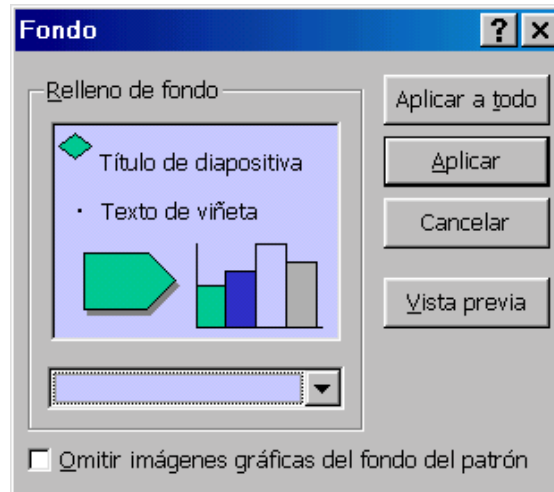 Fondo
Relleno de fondo
Título de diapositiva
· Texto de viñeta
Aplicar a todo
Aplicar
Cancelar
Vista previa
Omitir imágenes gráficas del fondo del patrón